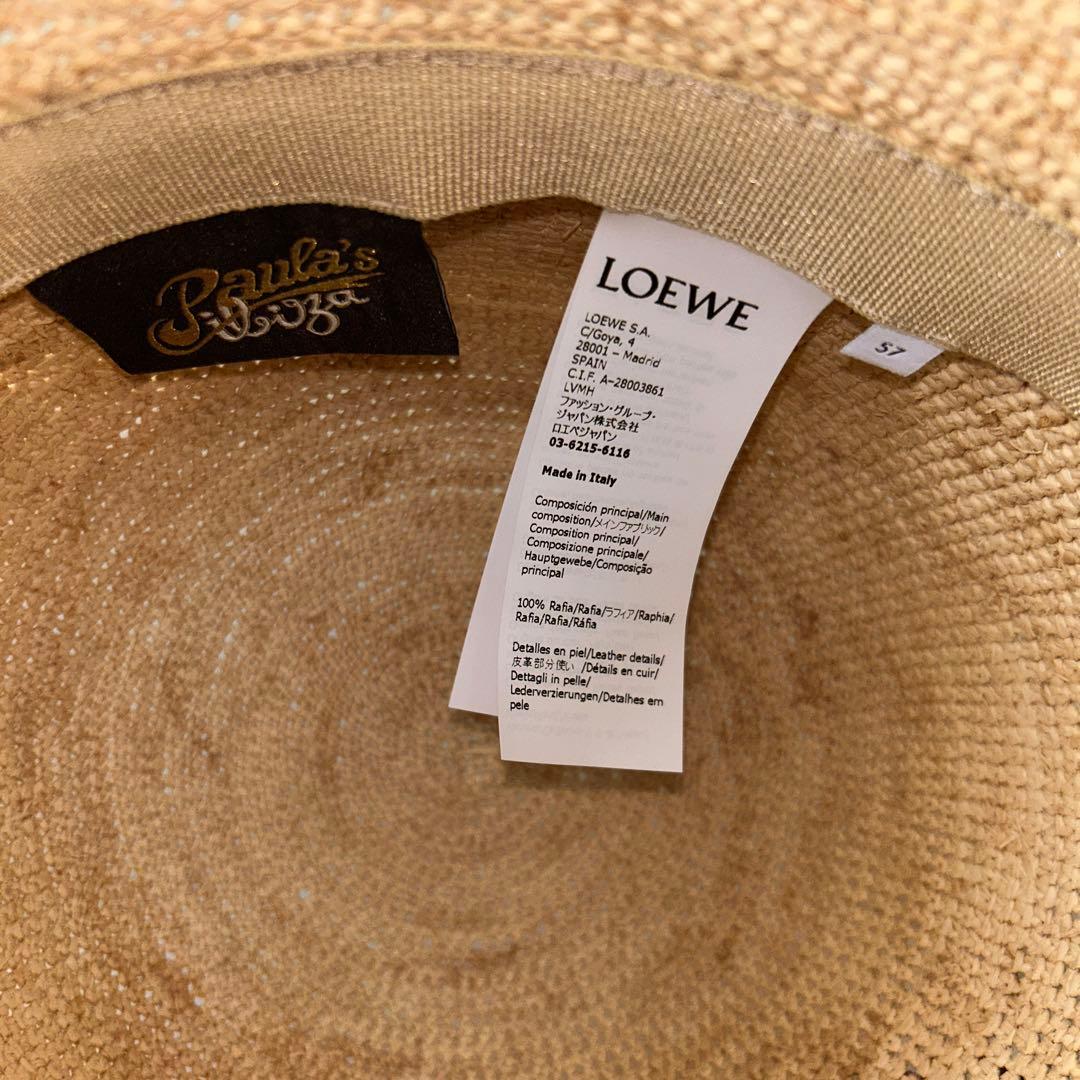 Paula's
ibiza
LOEWE
LOEWE S.A.
C/Goya, 4
28001 – Madrid
SPAIN
C.I.F. A-28003861
LVMH
ファッション・グループ・
ジャパン株式会社
ロエベジャパン
03-6215-6116
Made in Italy
Composición principal/Main
composition/メインファブリック/
Composition principal/
Composizione principale/
Hauptgewebe/Composição
principal
100% Rafia/Rafia/ラフィア/Raphia/
Rafia/Rafia/Ráfia
Detalles en piel/Leather details/
皮革部分使い /Détails en cuir/
Dettagli in pelle/
Lederverzierungen/Detalhes em
pele
57